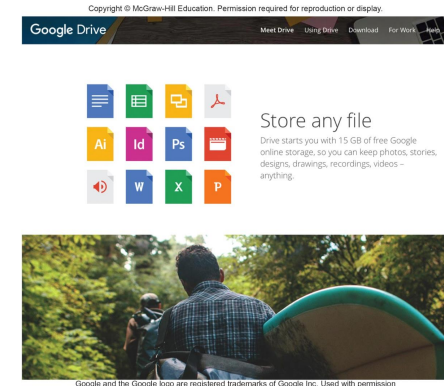 Copyright © McGraw-Hill Education. Permission required for reproduction or display.
Google Drive
Meet Drive Using Drive Download For Work Help
Ai Id Ps
W X P
Store any file
Drive starts you with 15 GB of free Google
online storage, so you can keep photos, stories,
designs, drawings, recordings, videos –
anything.
Google and the Google logo are registered trademarks of Google Inc. Used with permission